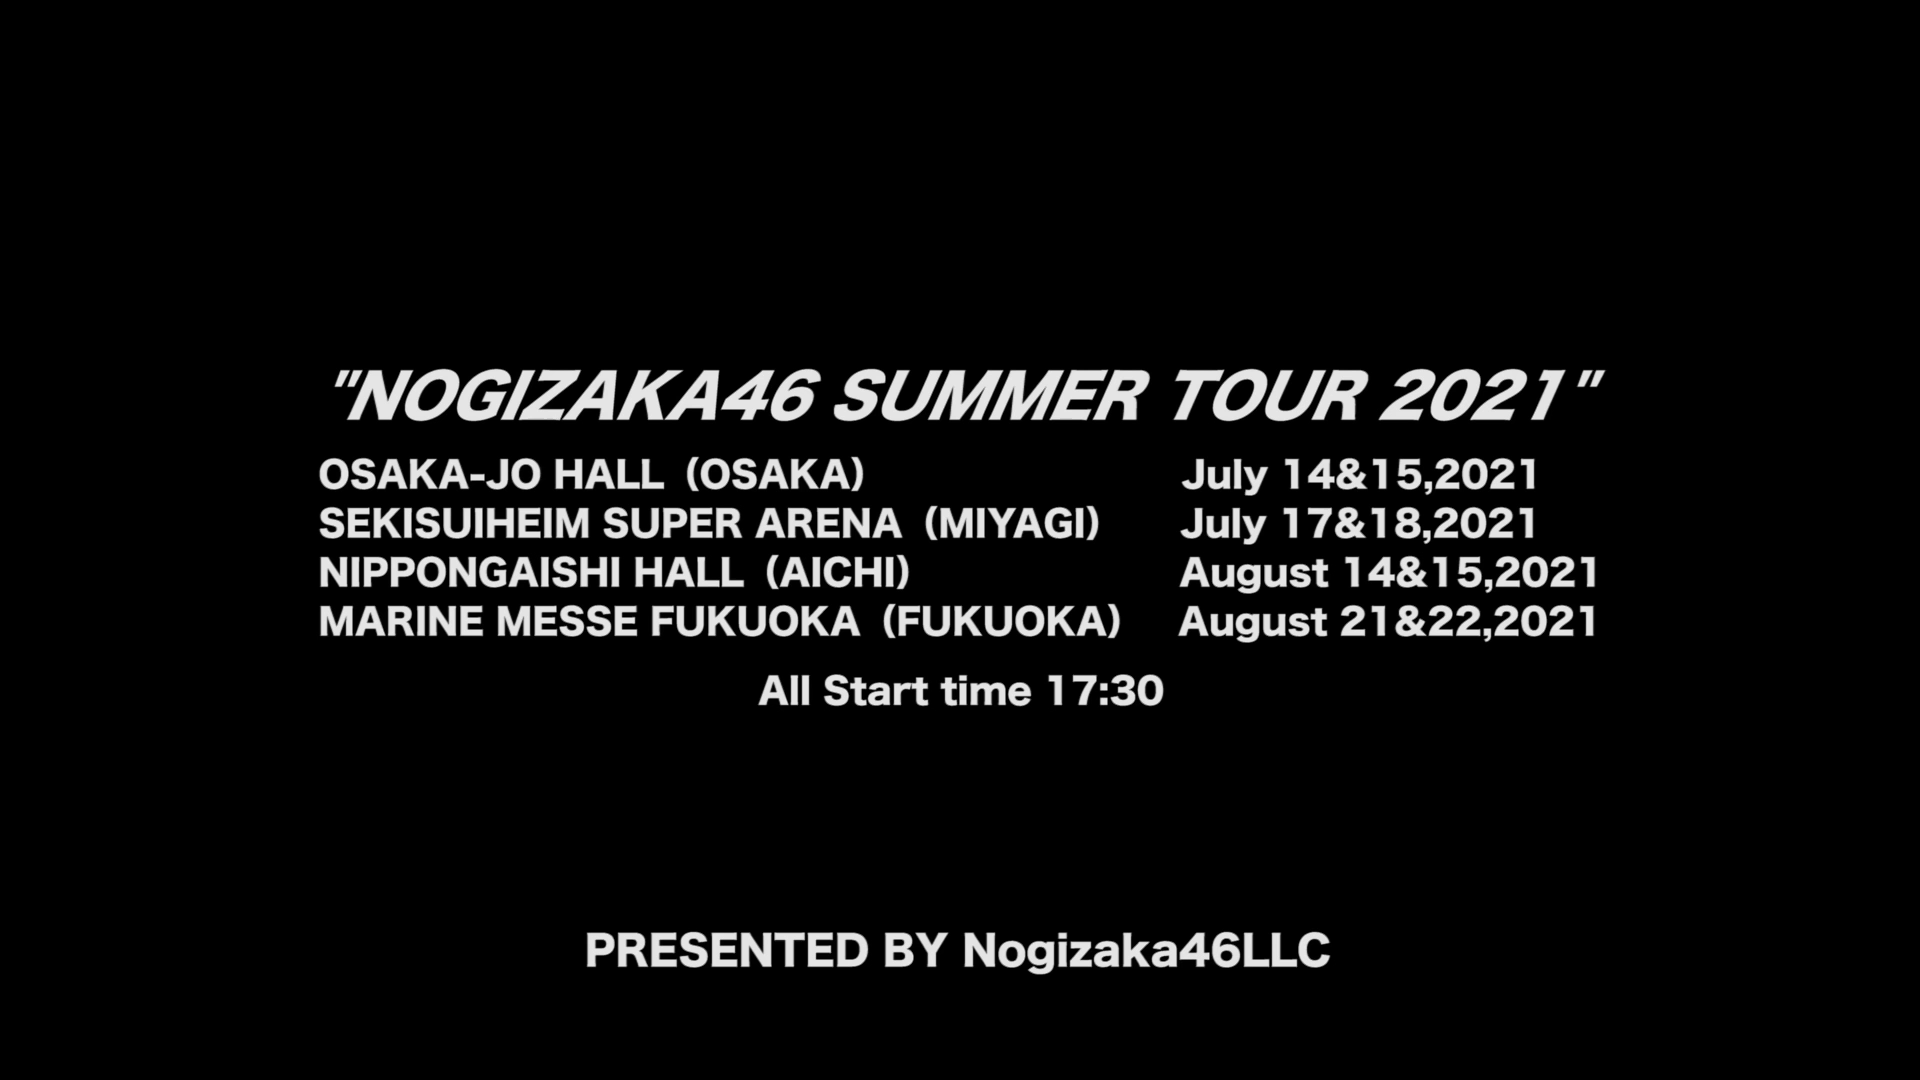 "NOGIZAKA46 SUMMER TOUR 2021"
OSAKA-JO HALL（OSAKA） July 14&15,2021
SEKISUIHEIM SUPER ARENA（MIYAGI） July 17&18,2021
NIPPONGAISHI HALL（AICHI） August 14&15,2021
MARINE MESSE FUKUOKA（FUKUOKA） August 21&22,2021
All Start time 17:30
PRESENTED BY Nogizaka46LLC